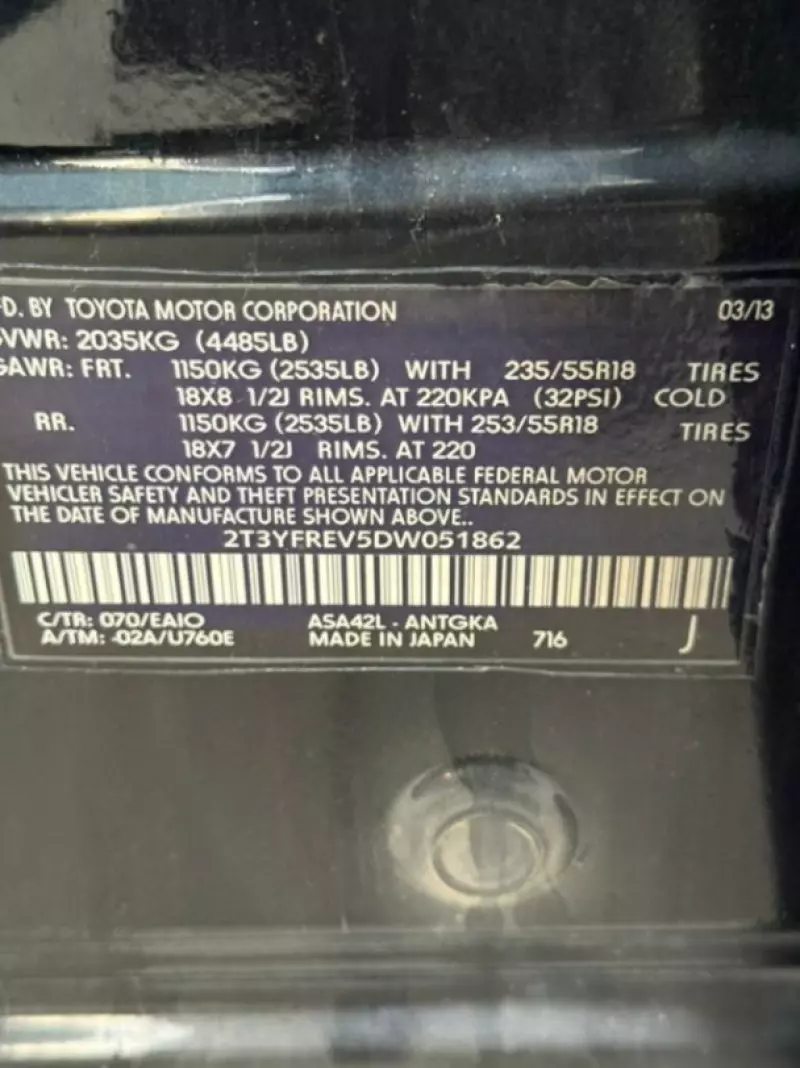 D. BY TOYOTA MOTOR CORPORATION 03/13
VWR: 2035KG (4485LB)
GAWR: FRT. 1150KG (2535LB) WITH 235/55R18 TIRES
18X8 1/2J RIMS. AT 220KPA (32PSI) COLD
RR. 1150KG (2535LB) WITH 253/55R18 TIRES
18X7 1/2J RIMS. AT 220
THIS VEHICLE CONFORMS TO ALL APPLICABLE FEDERAL MOTOR
VEHICLER SAFETY AND THEFT PRESENTATION STANDARDS IN EFFECT ON
THE DATE OF MANUFACTURE SHOWN ABOVE..
2T3YFREV5DW051862
C/TR: 070/EA10 ASA42L - ANTGKA
A/TM: -02A/U760E MADE IN JAPAN 716 J